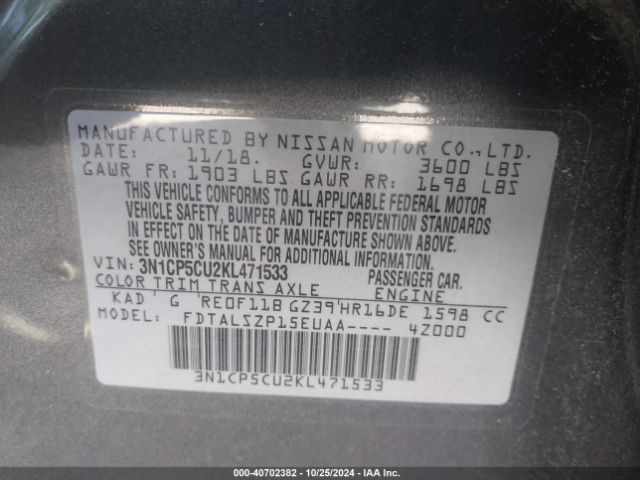 MANUFACTURED BY NISSAN MOTOR CO., LTD.
DATE: 11/18. GVWR: 3600 LBS
GAWR FR: 1903 LBS GAWR RR: 1698 LBS
THIS VEHICLE CONFORMS TO ALL APPLICABLE FEDERAL MOTOR
VEHICLE SAFETY, BUMPER AND THEFT PREVENTION STANDARDS
IN EFFECT ON THE DATE OF MANUFACTURE SHOWN ABOVE.
SEE OWNER'S MANUAL FOR ADDITIONAL INFORMATION.
VIN: 3N1CP5CU2KL471533 PASSENGER CAR.
COLOR TRIM TRANS AXLE ENGINE
KAD G RE0F11B GZ39 HR16DE 1598 CC
MODEL: FDTALSZP15EUAA---- 4Z000
3N1CP5CU2KL471533
000-40702382 - 10/25/2024 - IAA Inc.